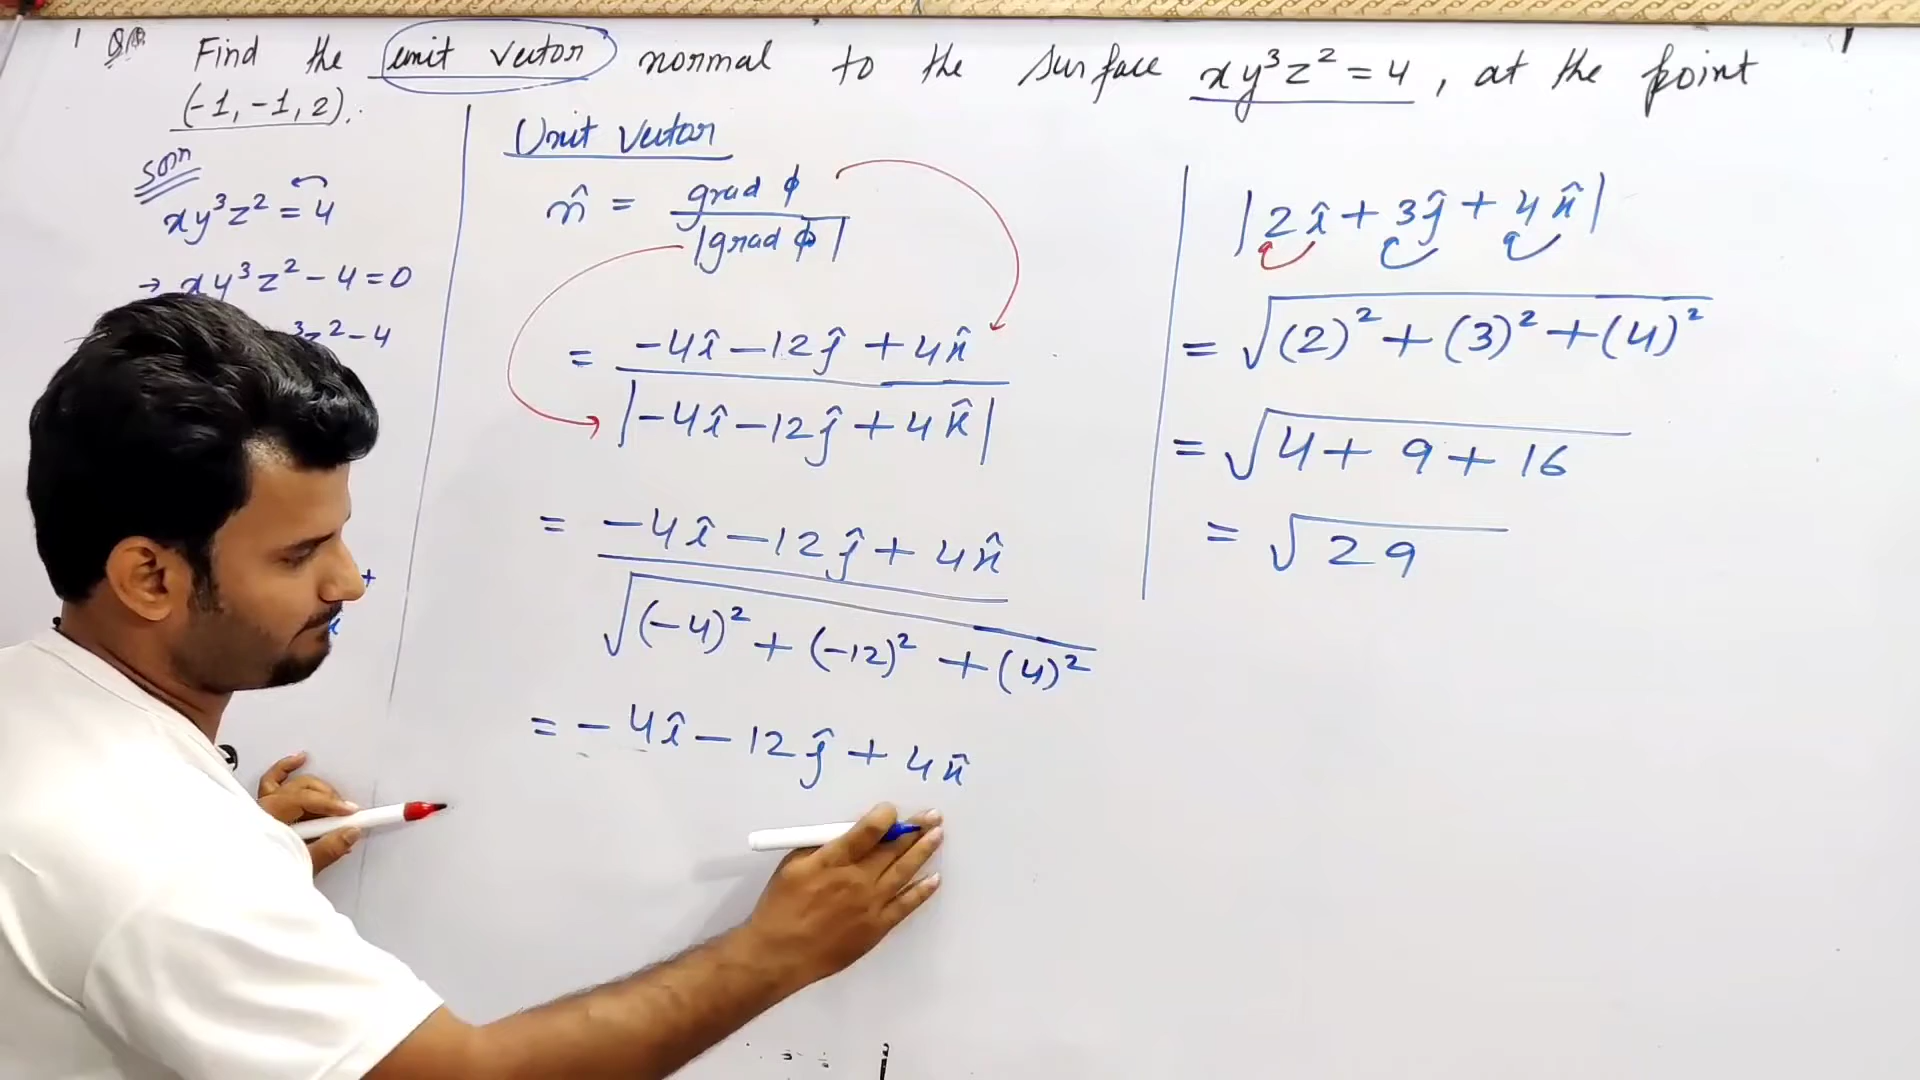 Find the unit vector normal to the surface xy³z² = 4, at the point
(-1, -1, 2).
Soln
xy³z² = 4
→ xy³z² - 4 = 0
³z² - 4
Unit Vector
n̂ = grad ϕ / |grad ϕ|
= -4î - 12ĵ + 4k̂ / |-4î - 12ĵ + 4k̂|
= -4î - 12ĵ + 4k̂ / √(-4)² + (-12)² + (4)²
= -4î - 12ĵ + 4k̂
|2î + 3ĵ + 4k̂|
= √(2)² + (3)² + (4)²
= √4 + 9 + 16
= √29